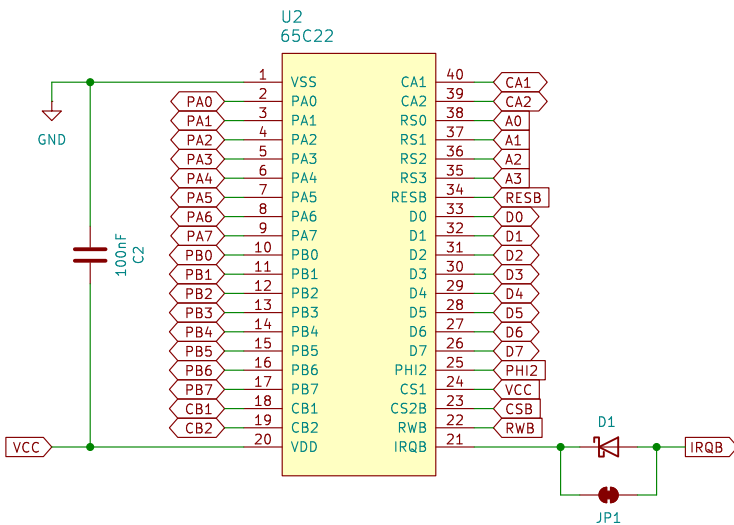 U2
65C22
1 VSS CA1 40 CA1
PA0 2 PA0 CA2 39 CA2
PA1 3 PA1 RS0 38 A0
PA2 4 PA2 RS1 37 A1
PA3 5 PA3 RS2 36 A2
PA4 6 PA4 RS3 35 A3
PA5 7 PA5 RESB 34 RESB
PA6 8 PA6 D0 33 D0
PA7 9 PA7 D1 32 D1
PB0 10 PB0 D2 31 D2
PB1 11 PB1 D3 30 D3
PB2 12 PB2 D4 29 D4
PB3 13 PB3 D5 28 D5
PB4 14 PB4 D6 27 D6
PB5 15 PB5 D7 26 D7
PB6 16 PB6 PHI2 25 PHI2
PB7 17 PB7 CS1 24 VCC
CB1 18 CB1 CS2B 23 CSB
CB2 19 CB2 RWB 22 RWB
VCC 20 VDD IRQB 21 IRQB
GND
100nF
C2
D1
JP1